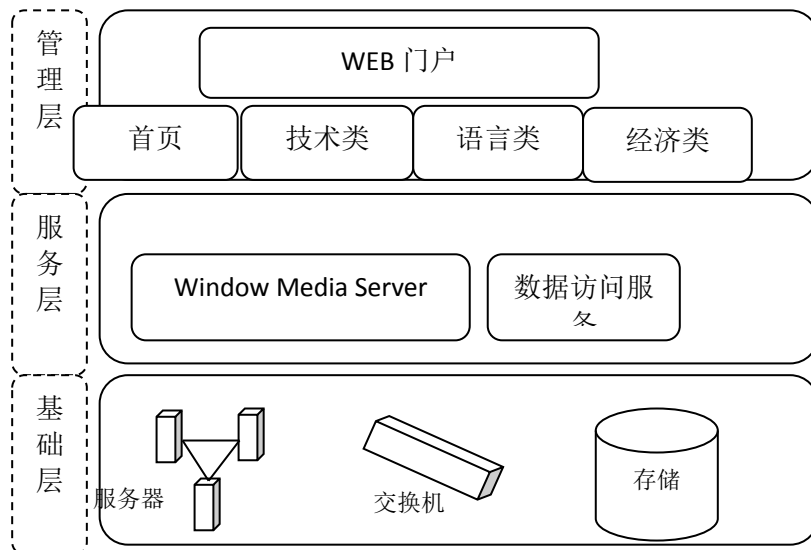 管
理
层
WEB 门户
首页
技术类
语言类
经济类
服
务
层
Window Media Server
数据访问服
务
基
础
层
服务器
交换机
存储